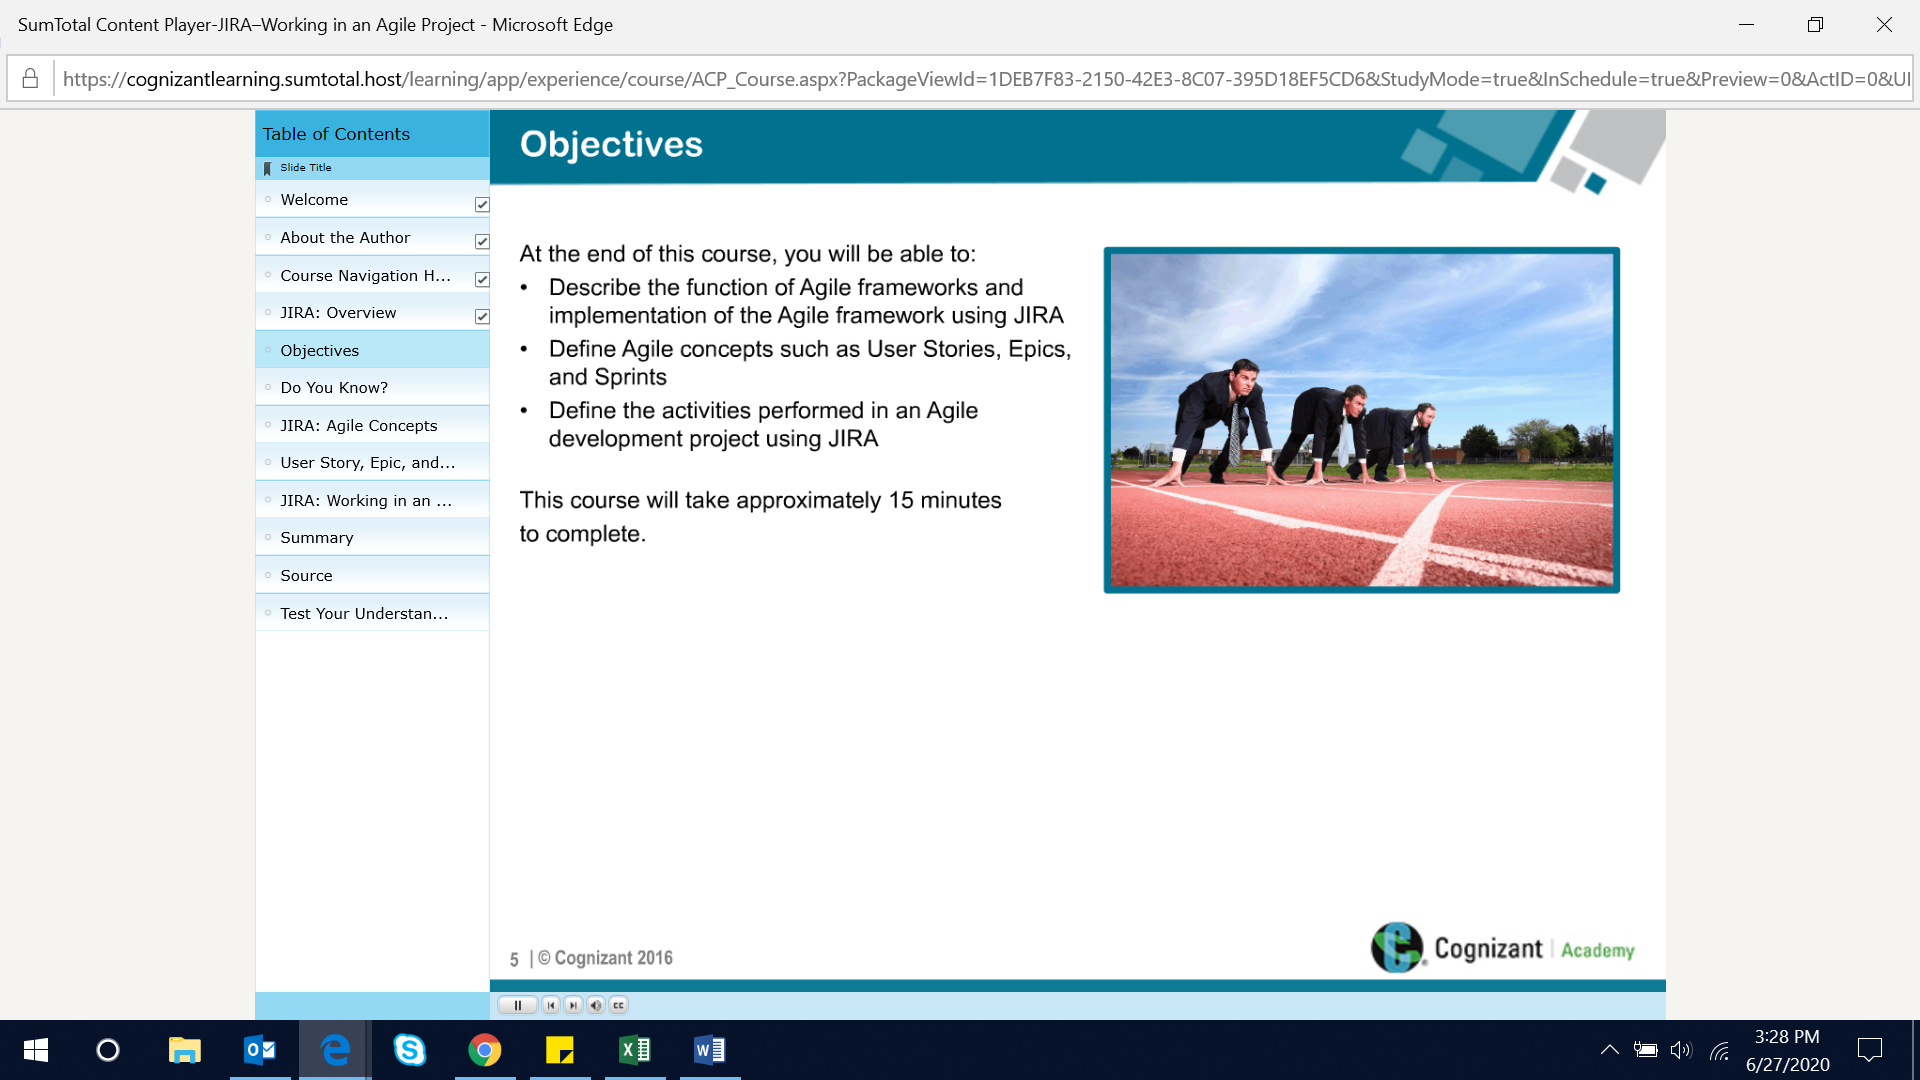 SumTotal Content Player-JIRA–Working in an Agile Project - Microsoft Edge
https://cognizantlearning.sumtotal.host/learning/app/experience/course/ACP_Course.aspx?PackageViewId=1DEB7F83-2150-42E3-8C07-395D18EF5CD6&StudyMode=true&InSchedule=true&Preview=0&ActID=0&UI
Table of Contents
Slide Title
Welcome
About the Author
Course Navigation H...
JIRA: Overview
Objectives
Do You Know?
JIRA: Agile Concepts
User Story, Epic, and...
JIRA: Working in an ...
Summary
Source
Test Your Understan...
Objectives
At the end of this course, you will be able to:
• Describe the function of Agile frameworks and
implementation of the Agile framework using JIRA
• Define Agile concepts such as User Stories, Epics,
and Sprints
• Define the activities performed in an Agile
development project using JIRA
This course will take approximately 15 minutes
to complete.
5 | © Cognizant 2016
Cognizant | Academy
CC
3:28 PM
6/27/2020